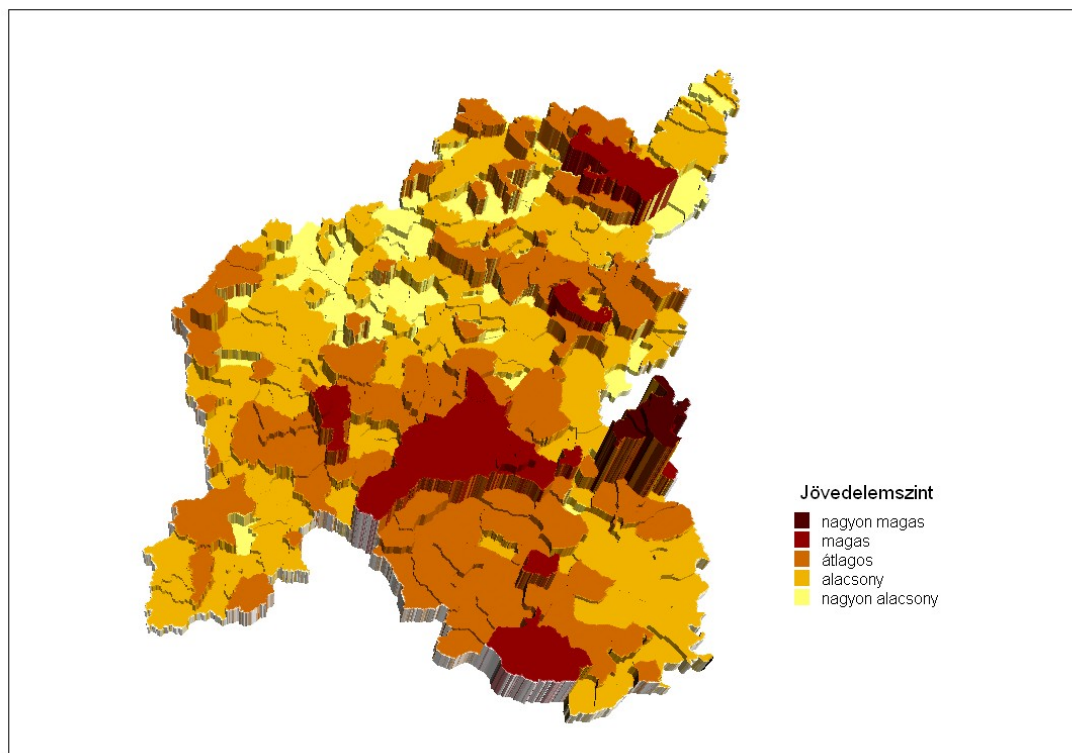 Jövedelemszint
nagyon magas
magas
átlagos
alacsony
nagyon alacsony